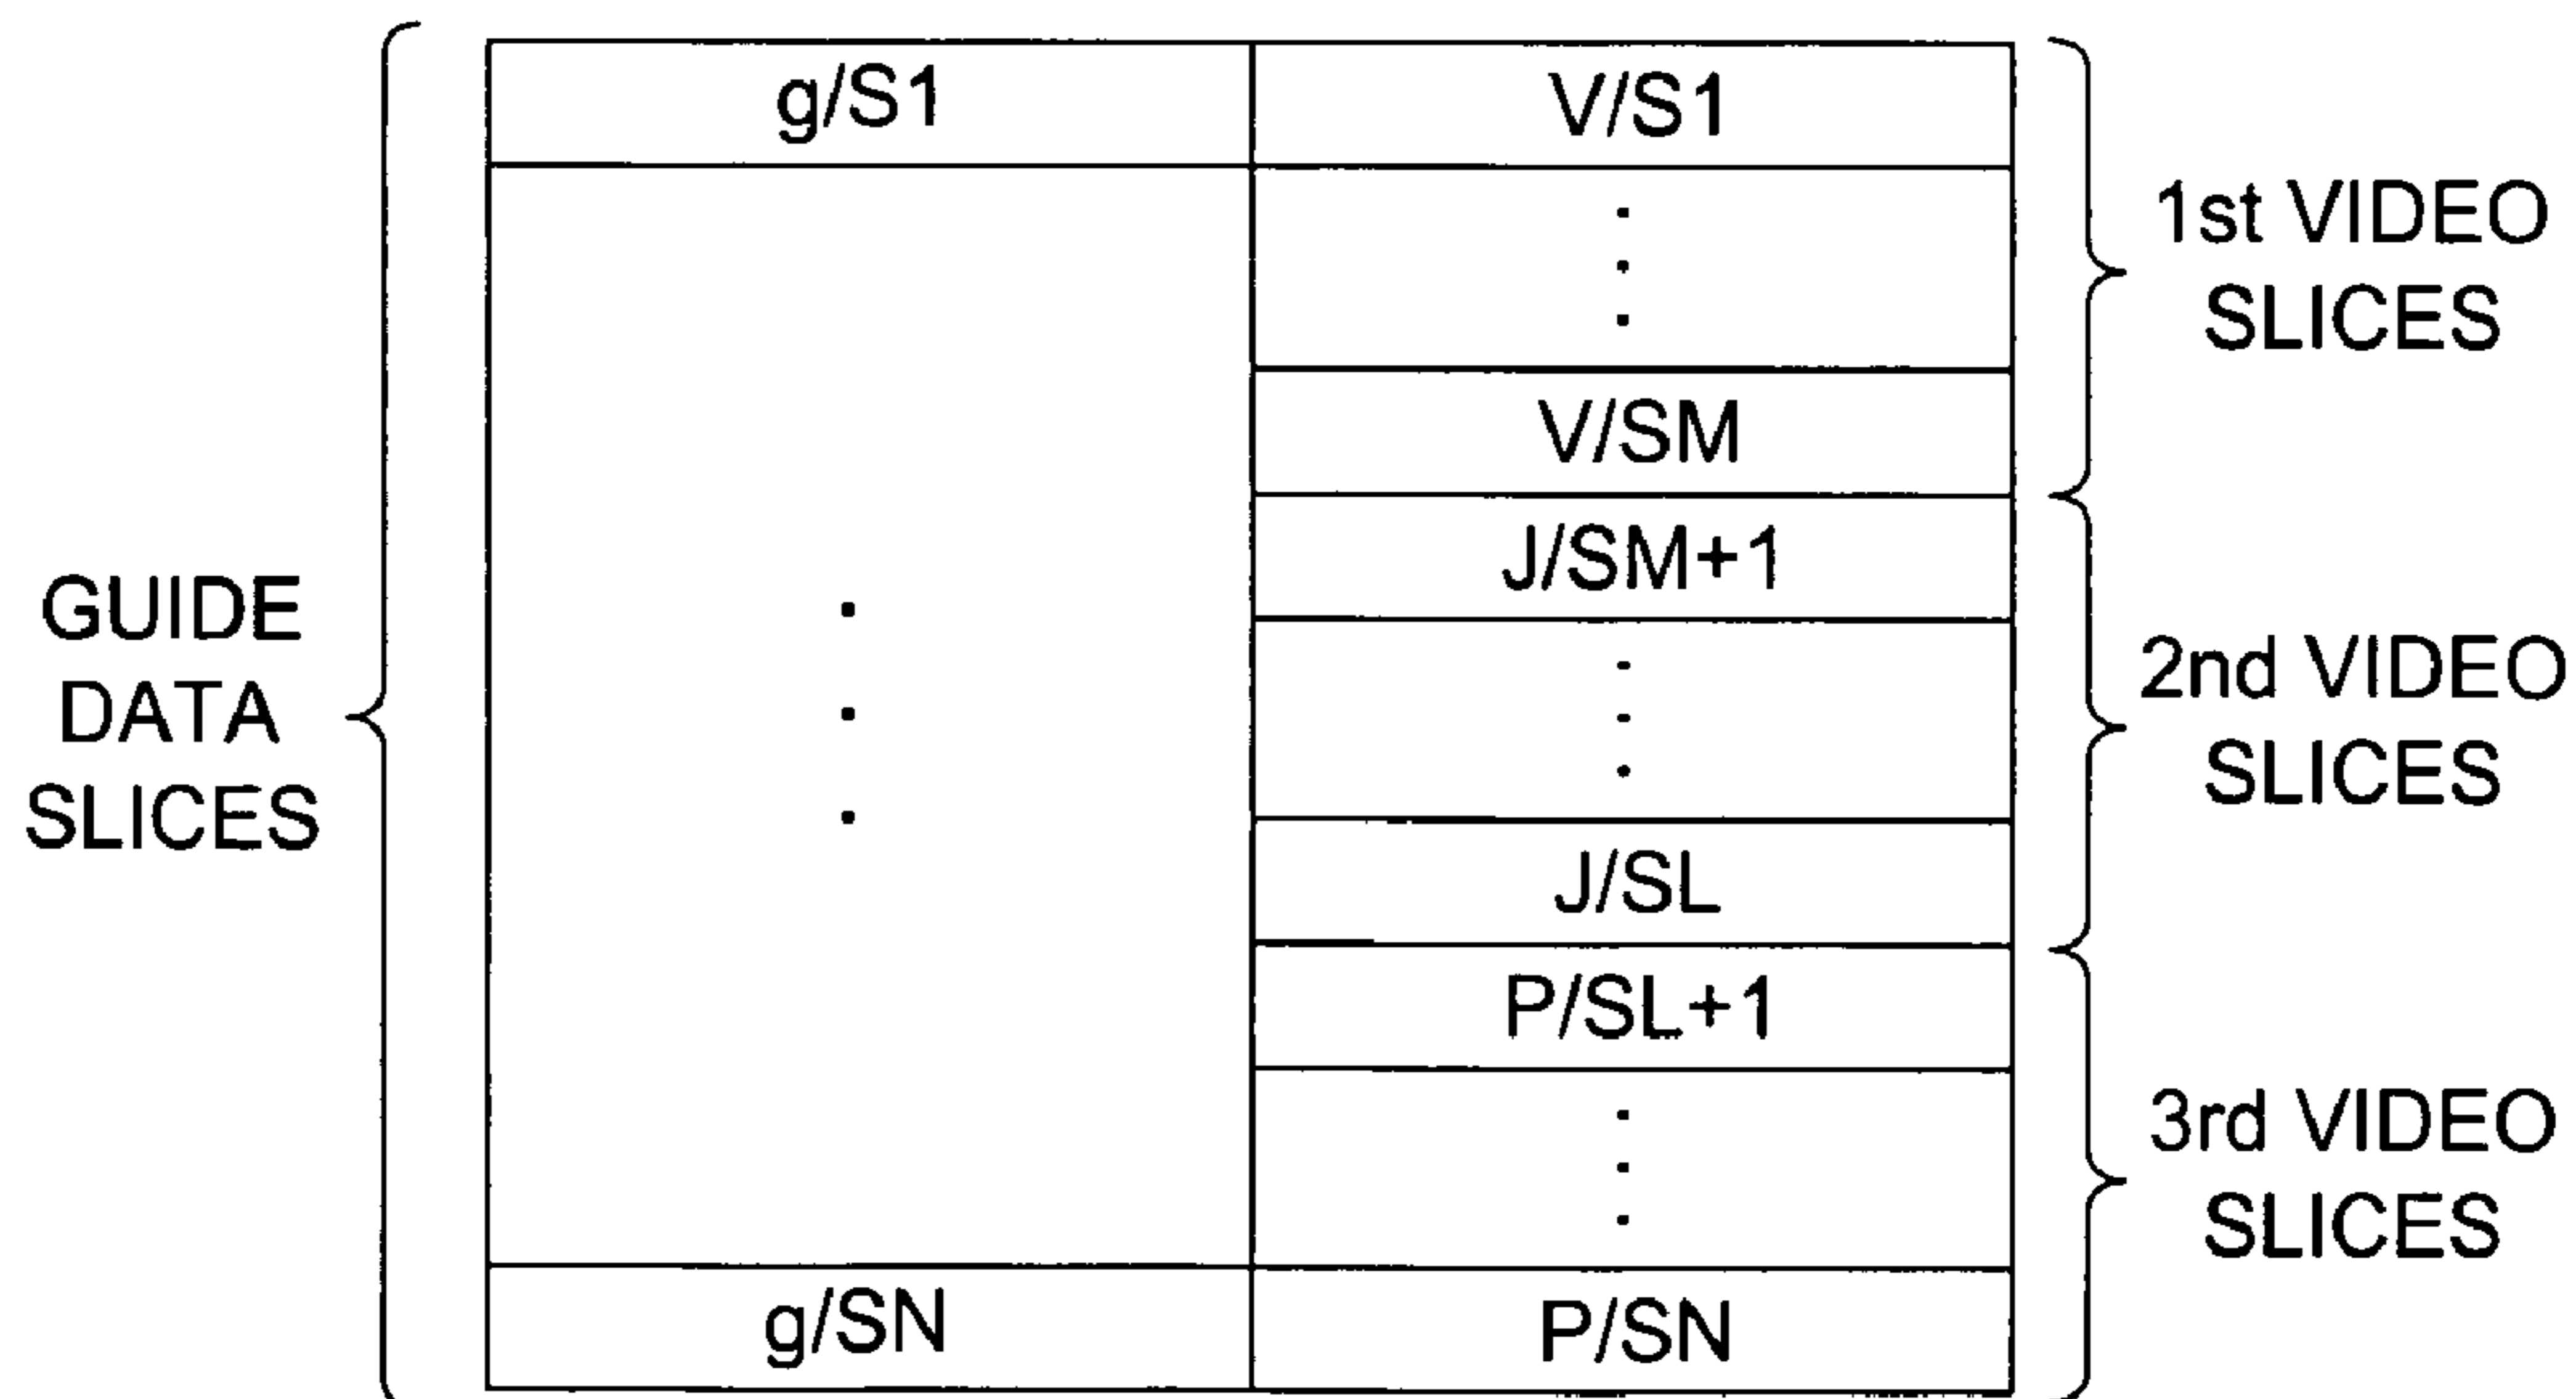 GUIDE
DATA
SLICES
g/S1
g/SN
V/S1
V/SM
J/SM+1
J/SL
P/SL+1
P/SN
1st VIDEO
SLICES
2nd VIDEO
SLICES
3rd VIDEO
SLICES